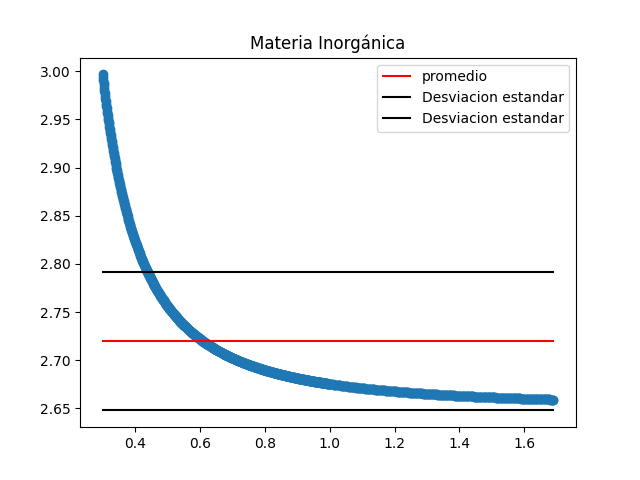 Materia Inorgánica
promedio
Desviacion estandar
Desviacion estandar
3.00
2.95
2.90
2.85
2.80
2.75
2.70
2.65
0.4 0.6 0.8 1.0 1.2 1.4 1.6